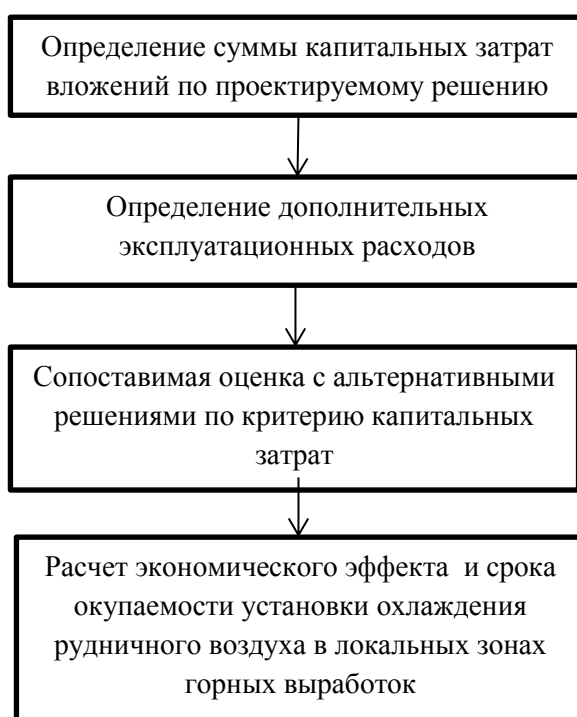 Определение суммы капитальных затрат
вложений по проектируемому решению
Определение дополнительных
эксплуатационных расходов
Сопоставимая оценка с альтернативными
решениями по критерию капитальных
затрат
Расчет экономического эффекта и срока
окупаемости установки охлаждения
рудничного воздуха в локальных зонах
горных выработок